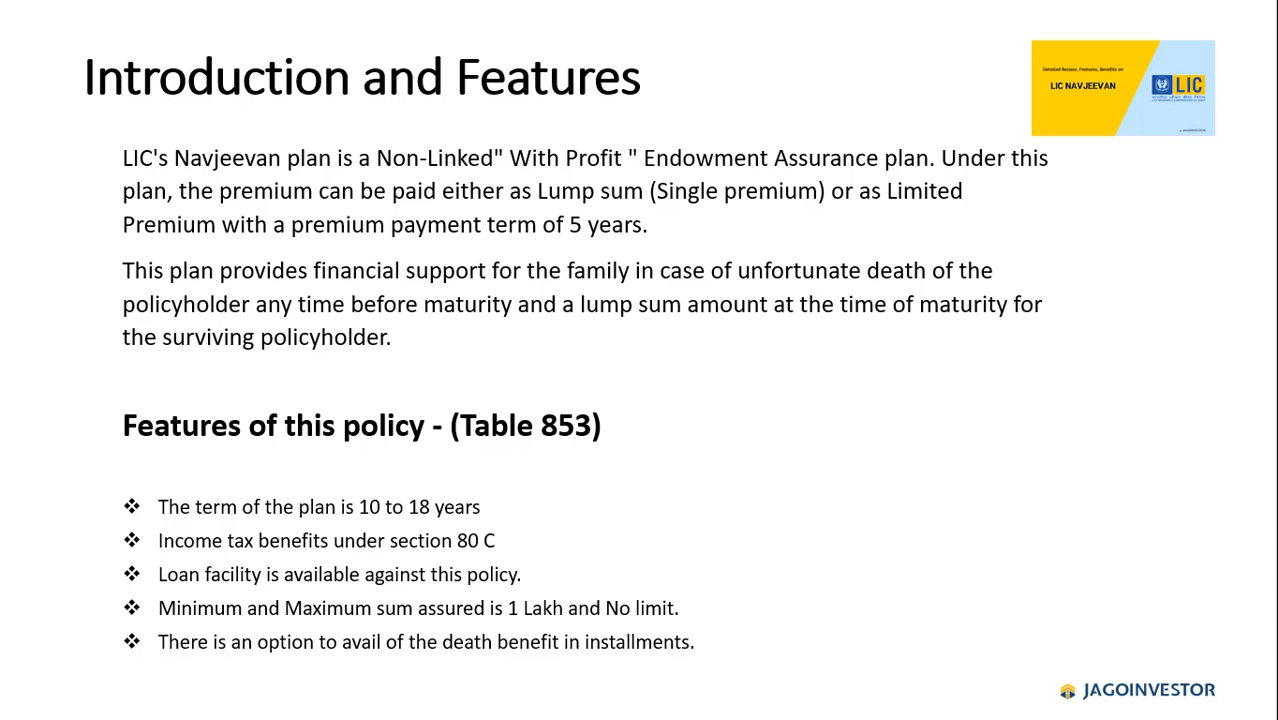 Introduction and Features
Detailed Review, Features, Benefits on
LIC NAVJEEVAN
LIC
LIC's Navjeevan plan is a Non-Linked" With Profit " Endowment Assurance plan. Under this
plan, the premium can be paid either as Lump sum (Single premium) or as Limited
Premium with a premium payment term of 5 years.
This plan provides financial support for the family in case of unfortunate death of the
policyholder any time before maturity and a lump sum amount at the time of maturity for
the surviving policyholder.
Features of this policy - (Table 853)
❖ The term of the plan is 10 to 18 years
❖ Income tax benefits under section 80 C
❖ Loan facility is available against this policy.
❖ Minimum and Maximum sum assured is 1 Lakh and No limit.
❖ There is an option to avail of the death benefit in installments.
JAGOINVESTOR